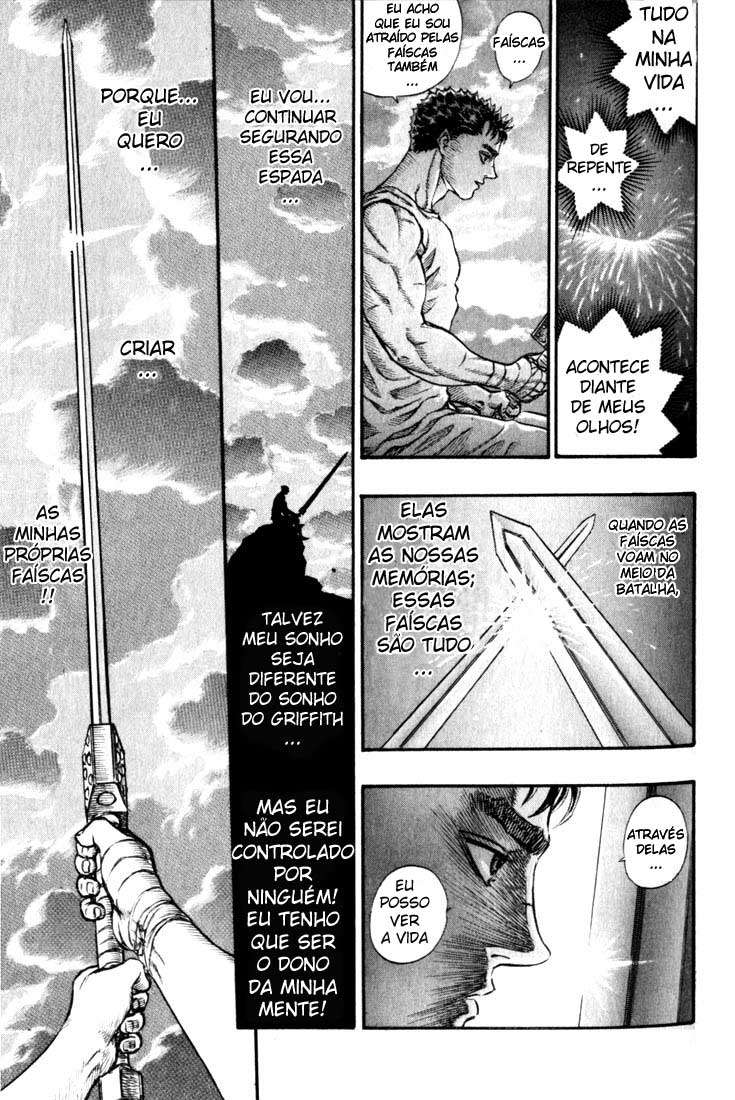 TUDO
NA
MINHA
VIDA
...
DE
REPENTE
...
ACONTECE
DIANTE
DE MEUS
OLHOS!
FAÍSCAS
...
EU ACHO
QUE EU SOU
ATRAÍDO PELAS
FAÍSCAS
TAMBÉM
...
QUANDO AS
FAÍSCAS
VOAM NO
MEIO DA
BATALHA,
ELAS
MOSTRAM
AS NOSSAS
MEMÓRIAS;
ESSAS
FAÍSCAS
SÃO TUDO
...
ATRAVÉS
DELAS
...
EU
POSSO
VER
A VIDA
EU VOU...
CONTINUAR
SEGURANDO
ESSA
ESPADA
...
TALVEZ
MEU SONHO
SEJA
DIFERENTE
DO SONHO
DO GRIFFITH
...
MAS EU
NÃO SEREI
CONTROLADO
POR
NINGUÉM!
EU TENHO
QUE SER
O DONO
DA MINHA
MENTE!
PORQUE...
EU
QUERO
...
CRIAR
...
AS
MINHAS
PRÓPRIAS
FAÍSCAS
!!